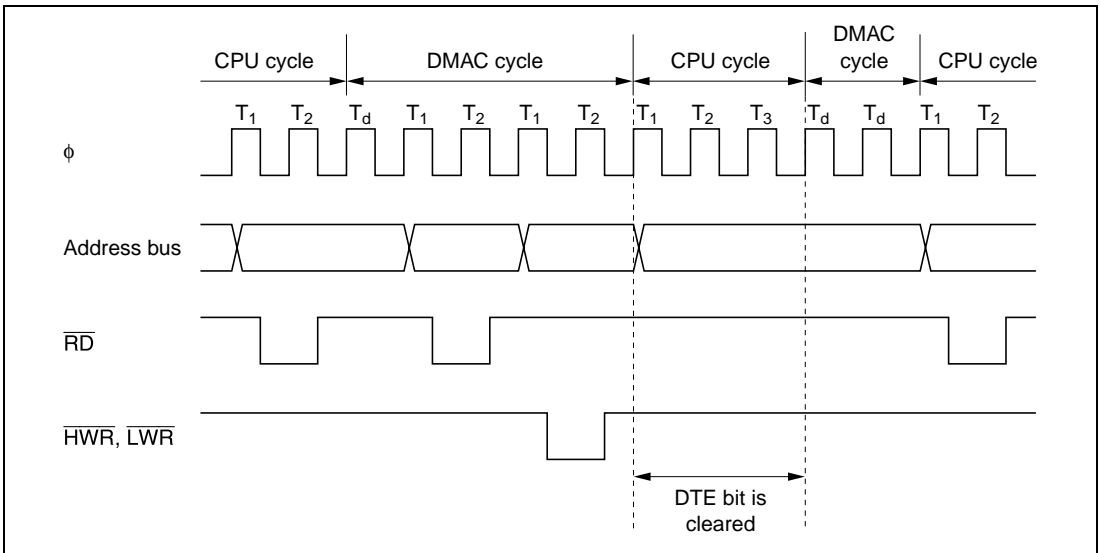 CPU cycle DMAC cycle CPU cycle DMAC cycle CPU cycle
T1 T2 Td T1 T2 T1 T2 T1 T2 T3 Td Td T1 T2
φ
Address bus
RD
HWR, LWR
DTE bit is
cleared